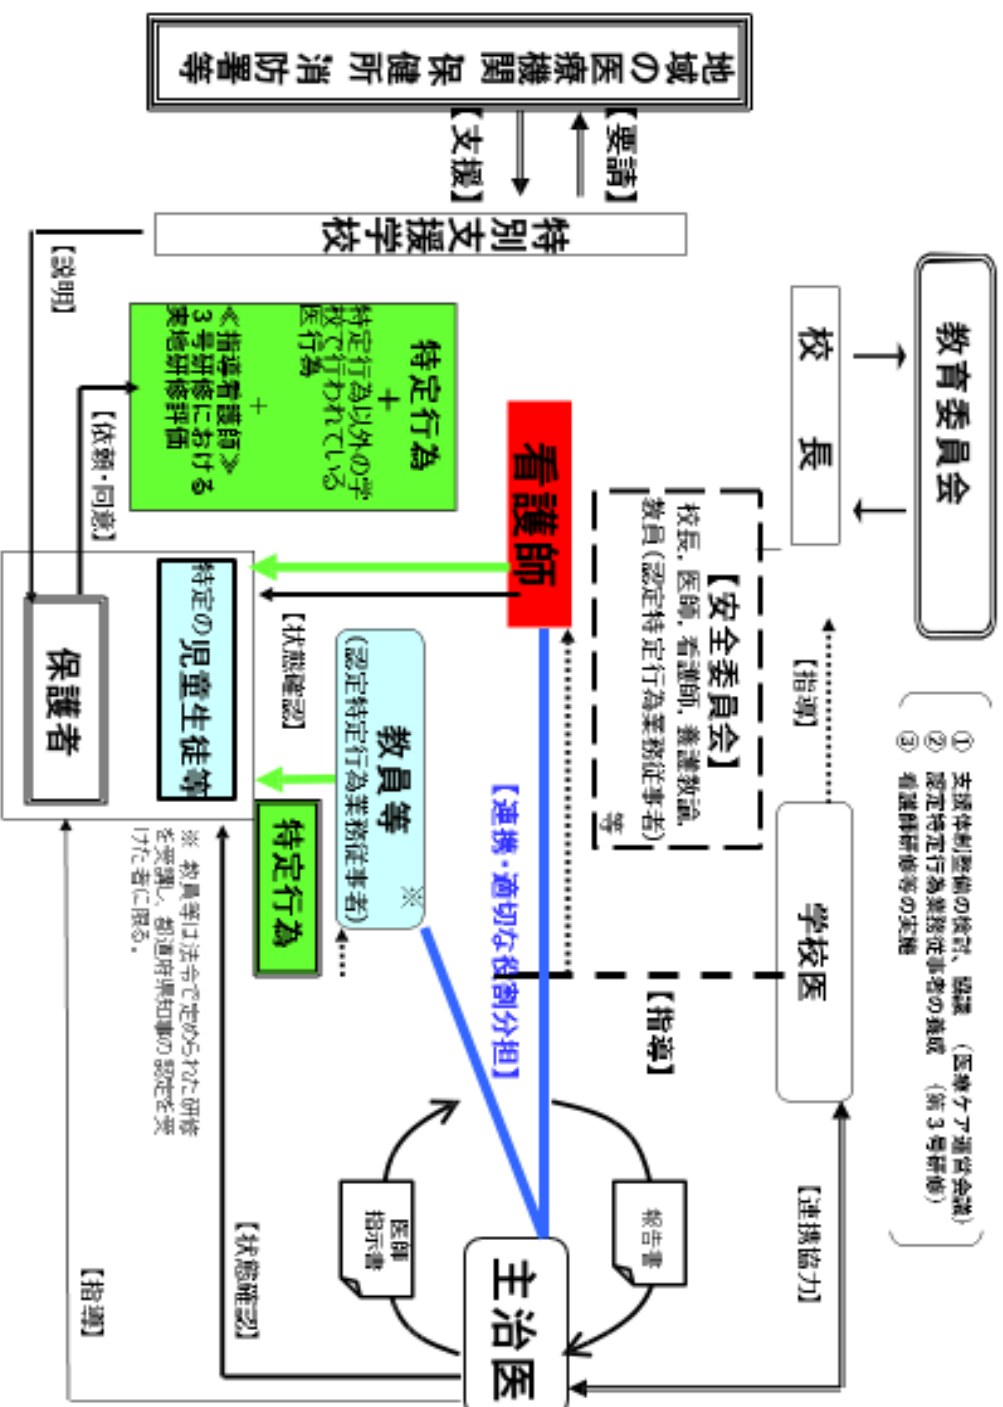 教育委員会
① 支援体制整備の検討、協議 (医療ケア運営会議)
② 認定特定行為業務従事者の養成 (第3号研修)
③ 看護師研修等の実施
校 長
【指導】
学校医
【連携協力】
【安全委員会】
校長, 医師, 看護師, 養護教諭,
教員(認定特定行為業務従事者)
等
【指導】
地域の医療機関 保健所 消防署等
【要請】
【支援】
特別支援学校
看護師
【連携・適切な役割分担】
報告書
主治医
医師
指示書
特定行為
+
特定行為以外の学
校で行われている
医行為
+
≪指導看護師≫
3号研修における
実地研修評価
教員等
(認定特定行為業務従事者)
※
【状態確認】
特定行為
特定の児童生徒等
※ 教員等は法令で定められた研修
を受講し、都道府県知事の認定を受
けた者に限る。
【状態確認】
【説明】
【依頼・同意】
保護者
【指導】